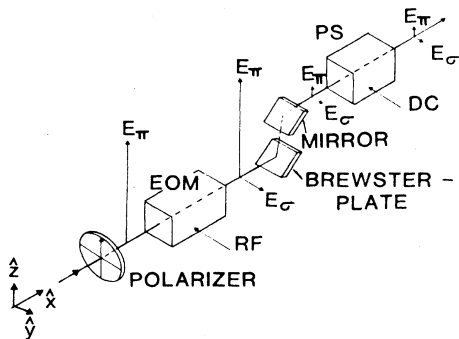 PS
Eπ
Eσ
Eπ
Eπ
Eσ
DC
MIRROR
Eπ
EOM
BREWSTER-
PLATE
Eσ
RF
POLARIZER
ẑ
x̂
ŷ